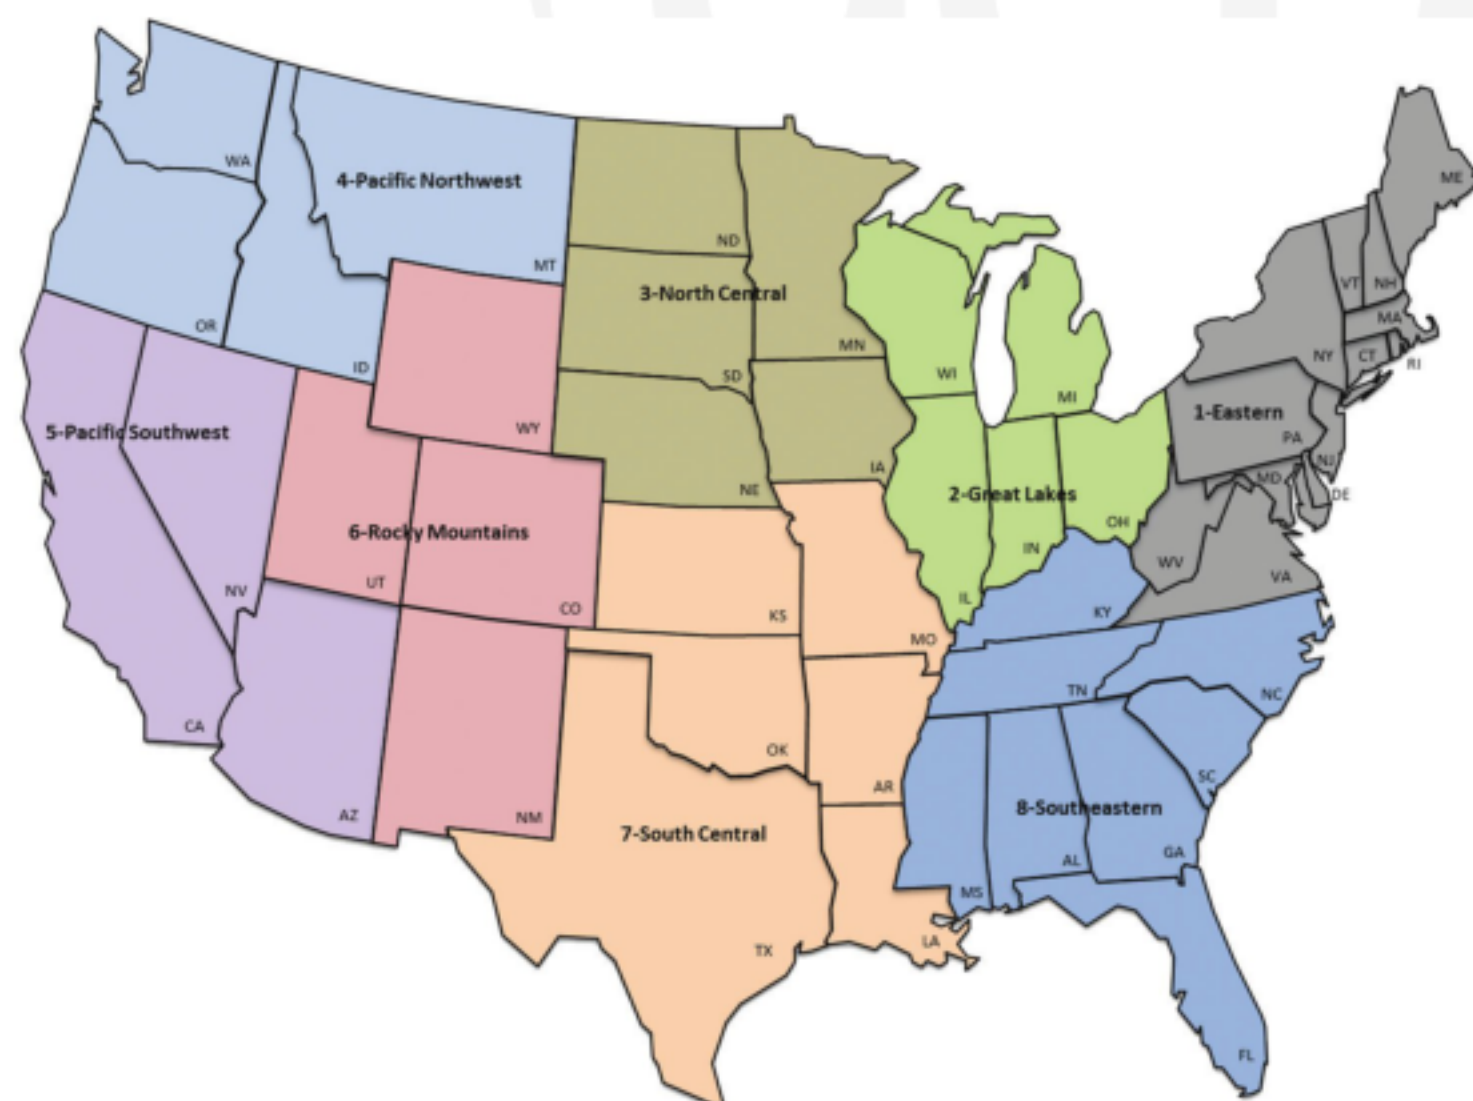 WA
4-Pacific Northwest
MT
OR
ID
ND
3-North Central
MN
SD
NE
IA
WI
MI
ME
VT
NH
MA
NY
CT
RI
1-Eastern
PA
NJ
MD
DE
WV
VA
2-Great Lakes
OH
IN
IL
5-Pacific Southwest
NV
CA
AZ
WY
6-Rocky Mountains
UT
CO
NM
KS
MO
OK
AR
7-South Central
TX
LA
KY
TN
NC
SC
8-Southeastern
MS
AL
GA
FL